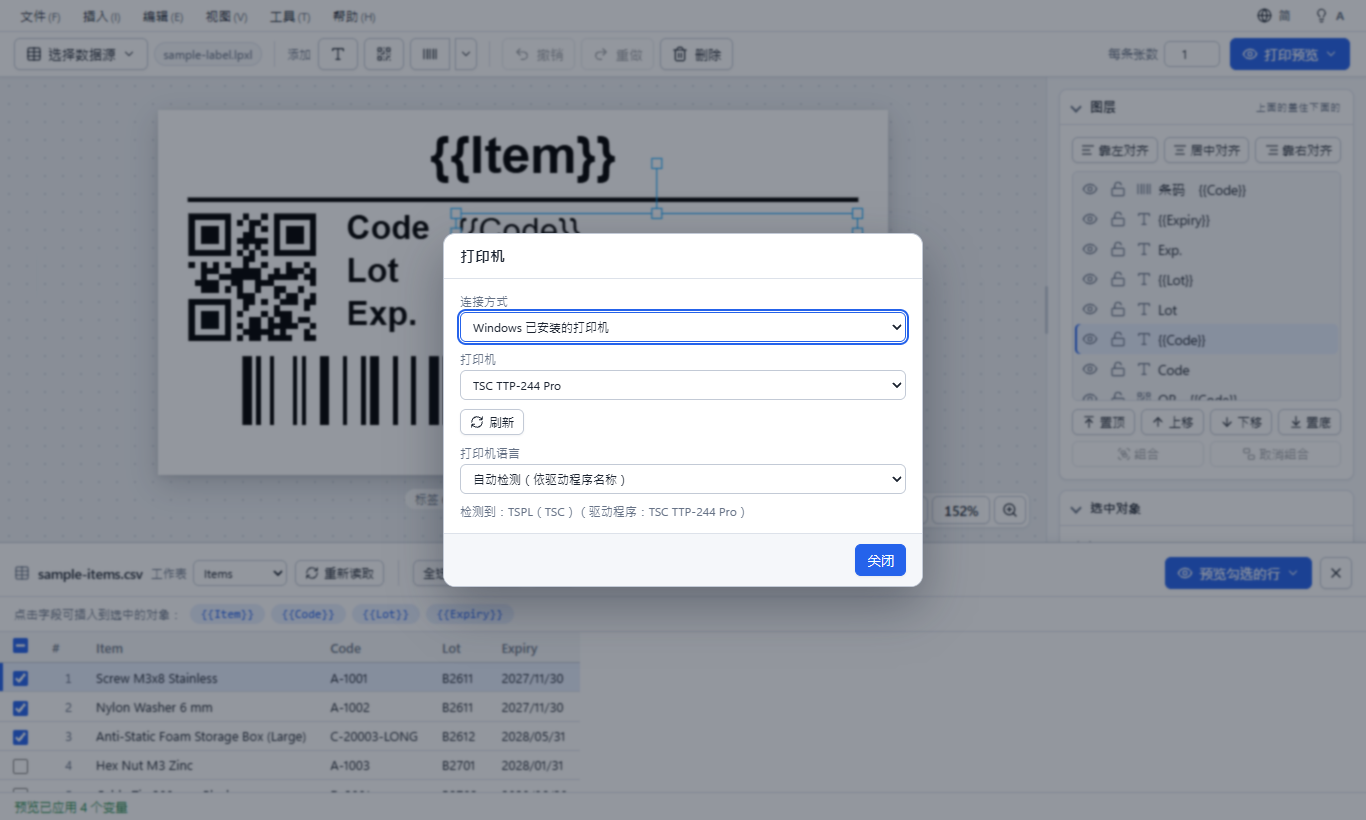 文件(F) 插入(I) 编辑(E) 视图(V) 工具(T) 帮助(H) 简 A
选择数据源 sample-label.lpxl 添加 T 撤销 重做 删除 每条张数 1 打印预览
{{Item}}
Code {{Code}}
Lot
Exp.
标签
152%
图层 上面的盖住下面的
靠左对齐 居中对齐 靠右对齐
条码 {{Code}}
T {{Expiry}}
T Exp.
T {{Lot}}
T Lot
T {{Code}}
T Code
QR {{Code}}
置顶 上移 下移 置底
组合 取消组合
选中对象
打印机
连接方式
Windows 已安装的打印机
打印机
TSC TTP-244 Pro
刷新
打印机语言
自动检测（依驱动程序名称）
检测到：TSPL（TSC）（驱动程序：TSC TTP-244 Pro）
关闭
sample-items.csv 工作表 Items 重新读取 预览勾选的行
点击字段可插入到选中的对象： {{Item}} {{Code}} {{Lot}} {{Expiry}}
# Item Code Lot Expiry
1 Screw M3x8 Stainless A-1001 B2611 2027/11/30
2 Nylon Washer 6 mm A-1002 B2611 2027/11/30
3 Anti-Static Foam Storage Box (Large) C-20003-LONG B2612 2028/05/31
4 Hex Nut M3 Zinc A-1003 B2701 2028/01/31
预览已应用 4 个变量